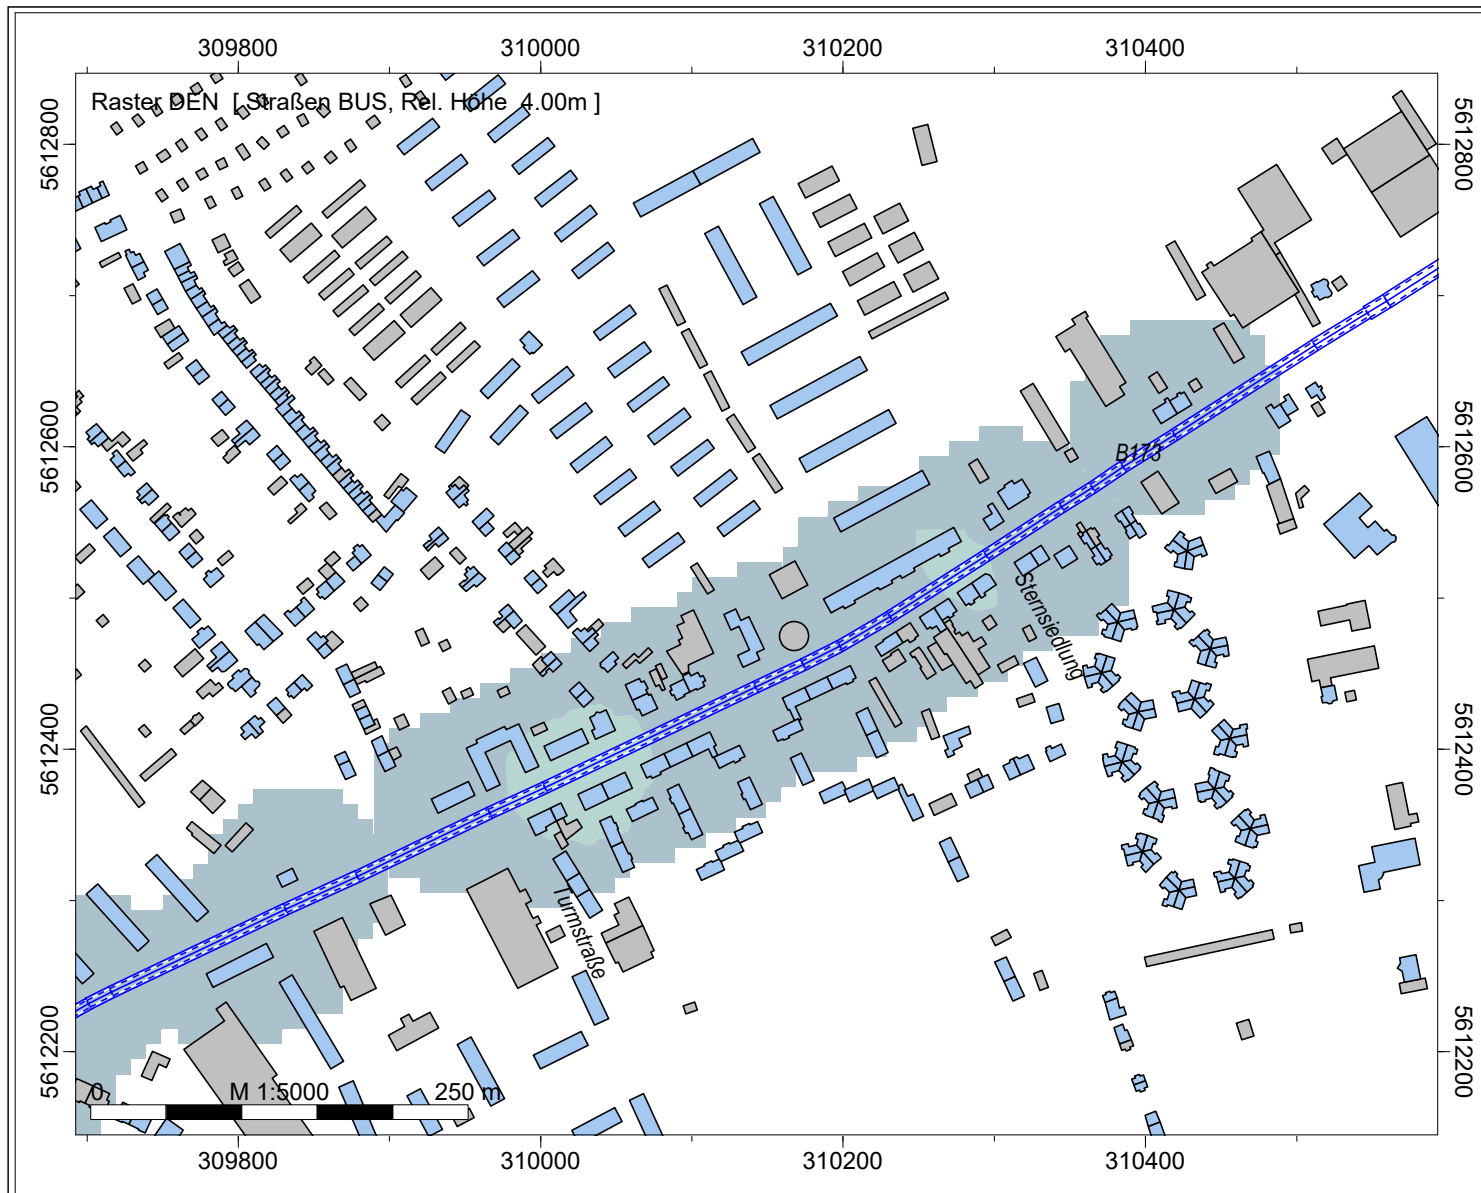 309800 310000 310200 310400
Raster DEN [ Straßen BUS, Rel. Höhe 4.00m ]
5612800 5612800
5612600 5612600
B173
Sternsiedlung
5612400 5612400
Turmstraße
5612200 5612200
0 M 1:5000 250 m
309800 310000 310200 310400